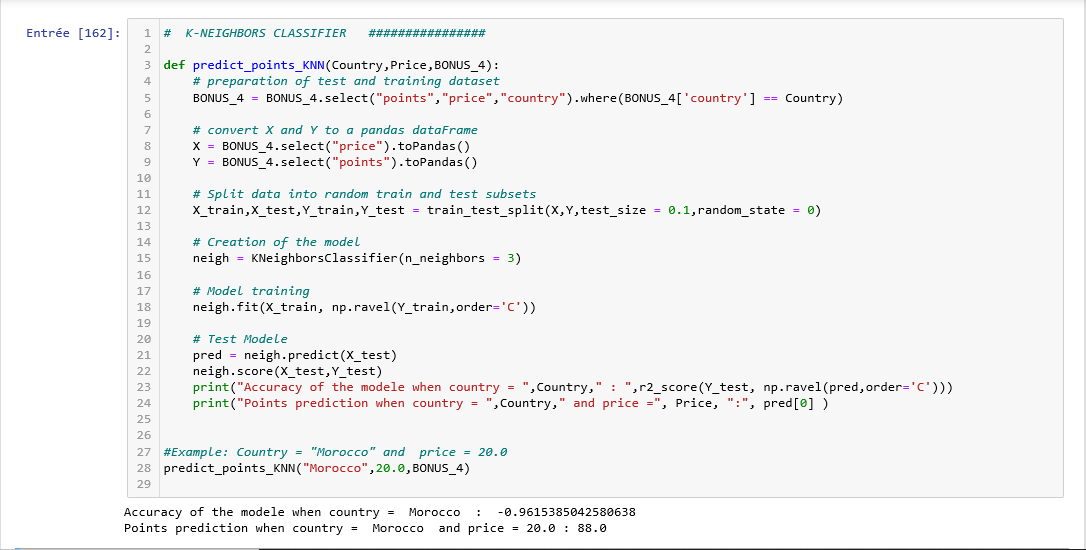 Entrée [162]:
1 # K-NEIGHBORS CLASSIFIER ################
2
3 def predict_points_KNN(Country,Price,BONUS_4):
4 # preparation of test and training dataset
5 BONUS_4 = BONUS_4.select("points","price","country").where(BONUS_4['country'] == Country)
6
7 # convert X and Y to a pandas dataFrame
8 X = BONUS_4.select("price").toPandas()
9 Y = BONUS_4.select("points").toPandas()
10
11 # Split data into random train and test subsets
12 X_train,X_test,Y_train,Y_test = train_test_split(X,Y,test_size = 0.1,random_state = 0)
13
14 # Creation of the model
15 neigh = KNeighborsClassifier(n_neighbors = 3)
16
17 # Model training
18 neigh.fit(X_train, np.ravel(Y_train,order='C'))
19
20 # Test Modele
21 pred = neigh.predict(X_test)
22 neigh.score(X_test,Y_test)
23 print("Accuracy of the modele when country = ",Country," : ",r2_score(Y_test, np.ravel(pred,order='C')))
24 print("Points prediction when country = ",Country," and price =", Price, ":", pred[0] )
25
26
27 #Example: Country = "Morocco" and price = 20.0
28 predict_points_KNN("Morocco",20.0,BONUS_4)
29
Accuracy of the modele when country = Morocco : -0.9615385042580638
Points prediction when country = Morocco and price = 20.0 : 88.0